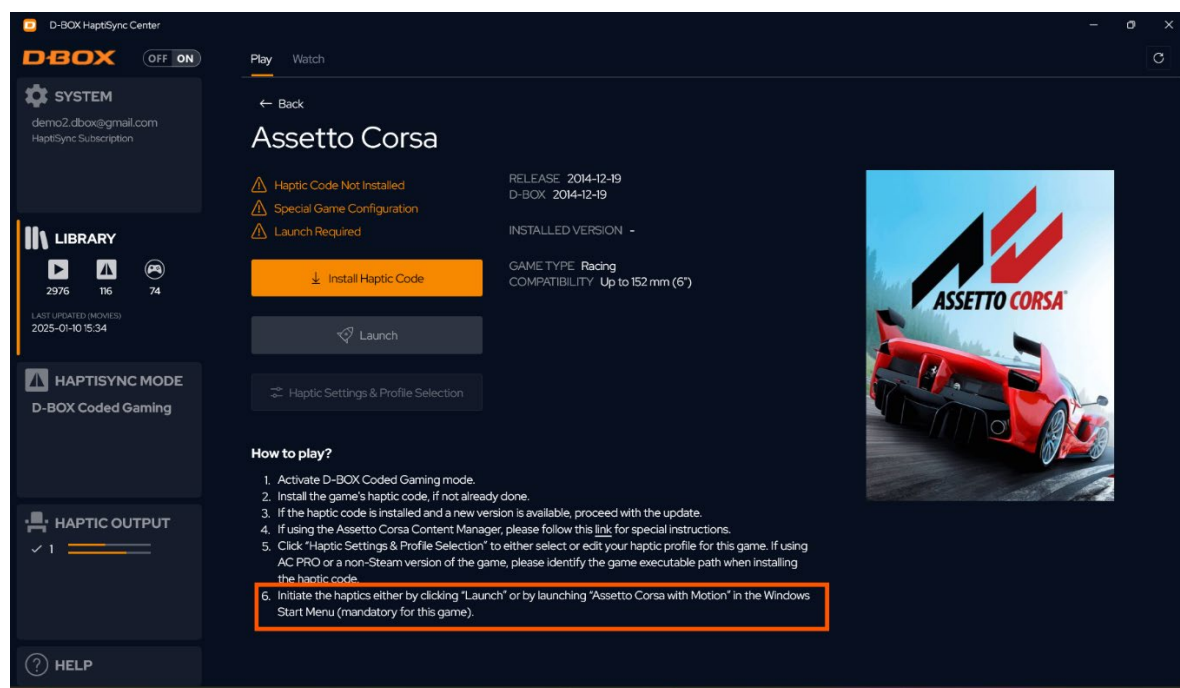 D-BOX HaptiSync Center
D-BOX
OFF ON
Play Watch
SYSTEM
demo2.dbox@gmail.com
HaptiSync Subscription
← Back
Assetto Corsa
Haptic Code Not Installed
Special Game Configuration
Launch Required
RELEASE 2014-12-19
D-BOX 2014-12-19
INSTALLED VERSION -
GAME TYPE Racing
COMPATIBILITY Up to 152 mm (6")
Install Haptic Code
Launch
Haptic Settings & Profile Selection
LIBRARY
2976 116 74
LAST UPDATED (MOVIES)
2025-01-10 15:34
HAPTISYNC MODE
D-BOX Coded Gaming
HAPTIC OUTPUT
1
HELP
How to play?
1. Activate D-BOX Coded Gaming mode.
2. Install the game's haptic code, if not already done.
3. If the haptic code is installed and a new version is available, proceed with the update.
4. If using the Assetto Corsa Content Manager, please follow this link for special instructions.
5. Click "Haptic Settings & Profile Selection" to either select or edit your haptic profile for this game. If using
AC PRO or a non-Steam version of the game, please identify the game executable path when installing
the haptic code.
6. Initiate the haptics either by clicking "Launch" or by launching "Assetto Corsa with Motion" in the Windows
Start Menu (mandatory for this game).
ASSETTO CORSA